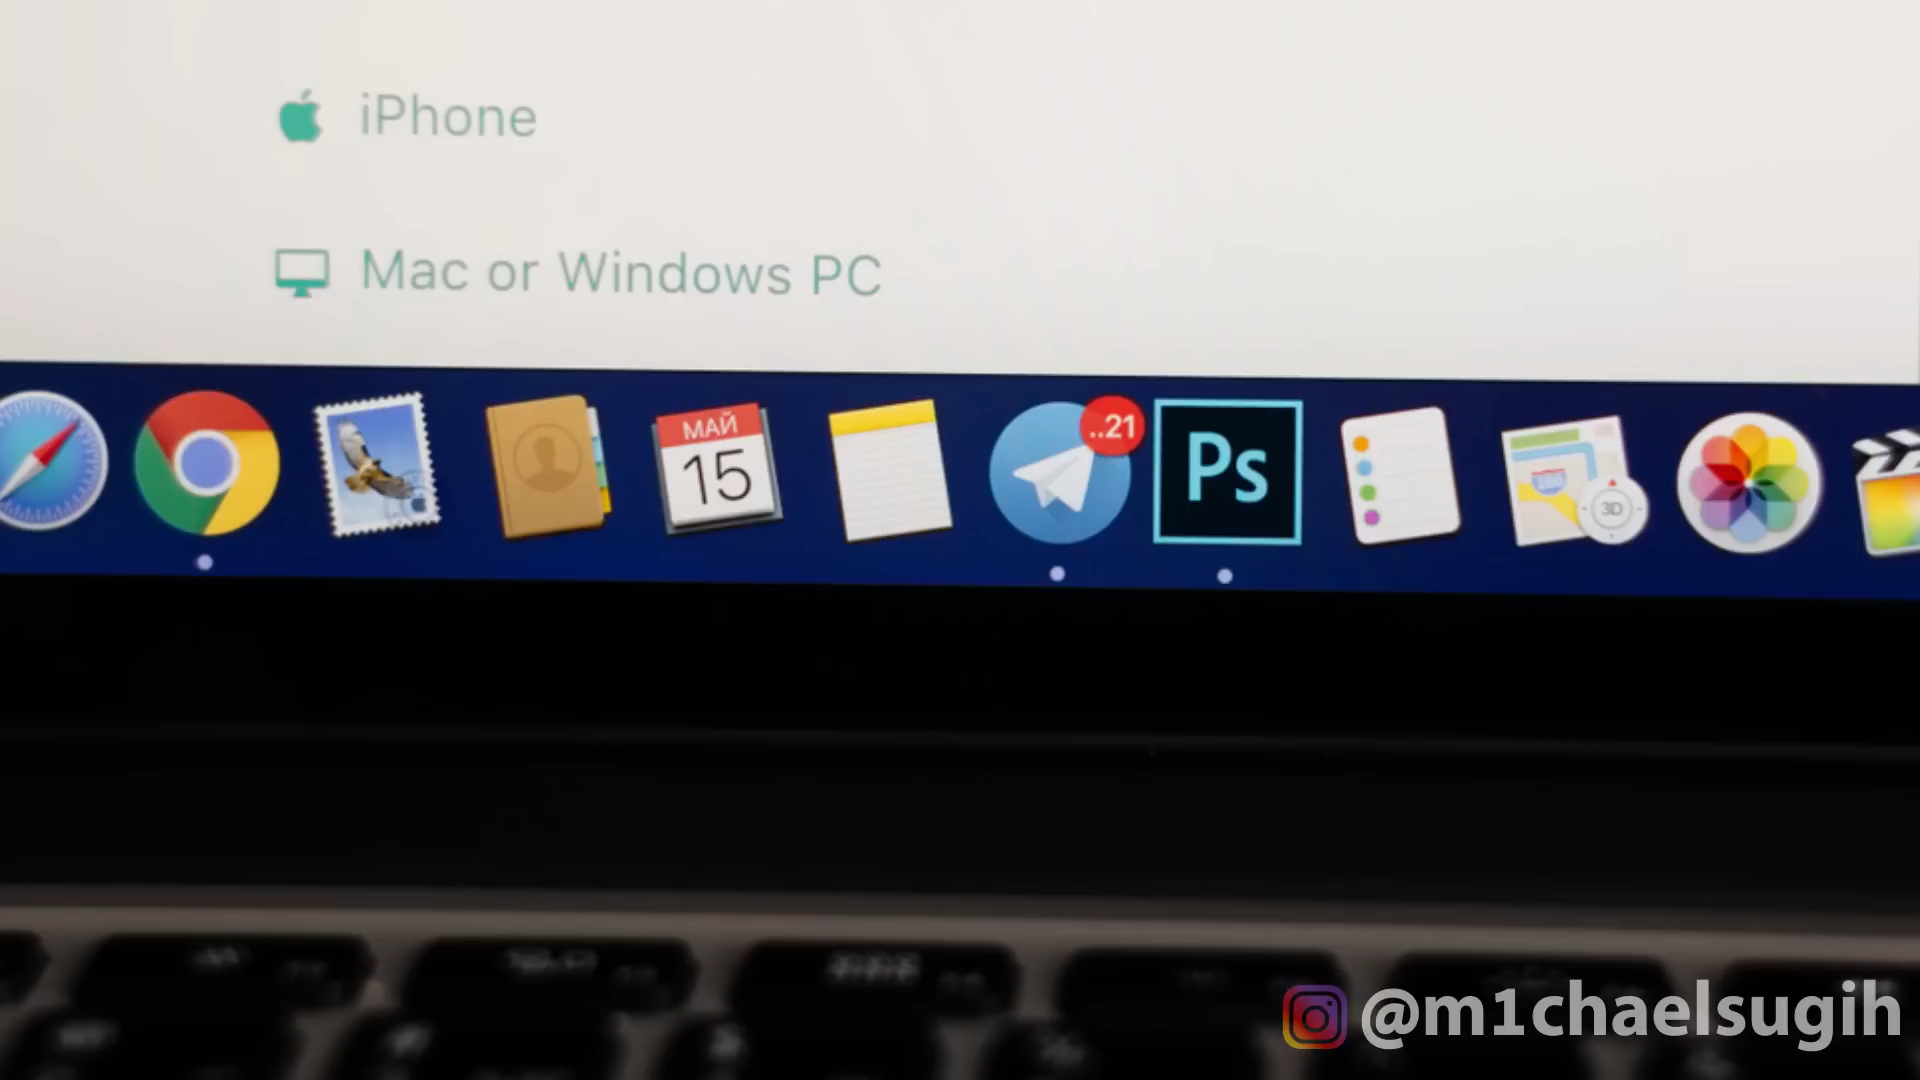 iPhone
Mac or Windows PC
МАЙ
15
..21
Ps
3D
@m1chaelsugih